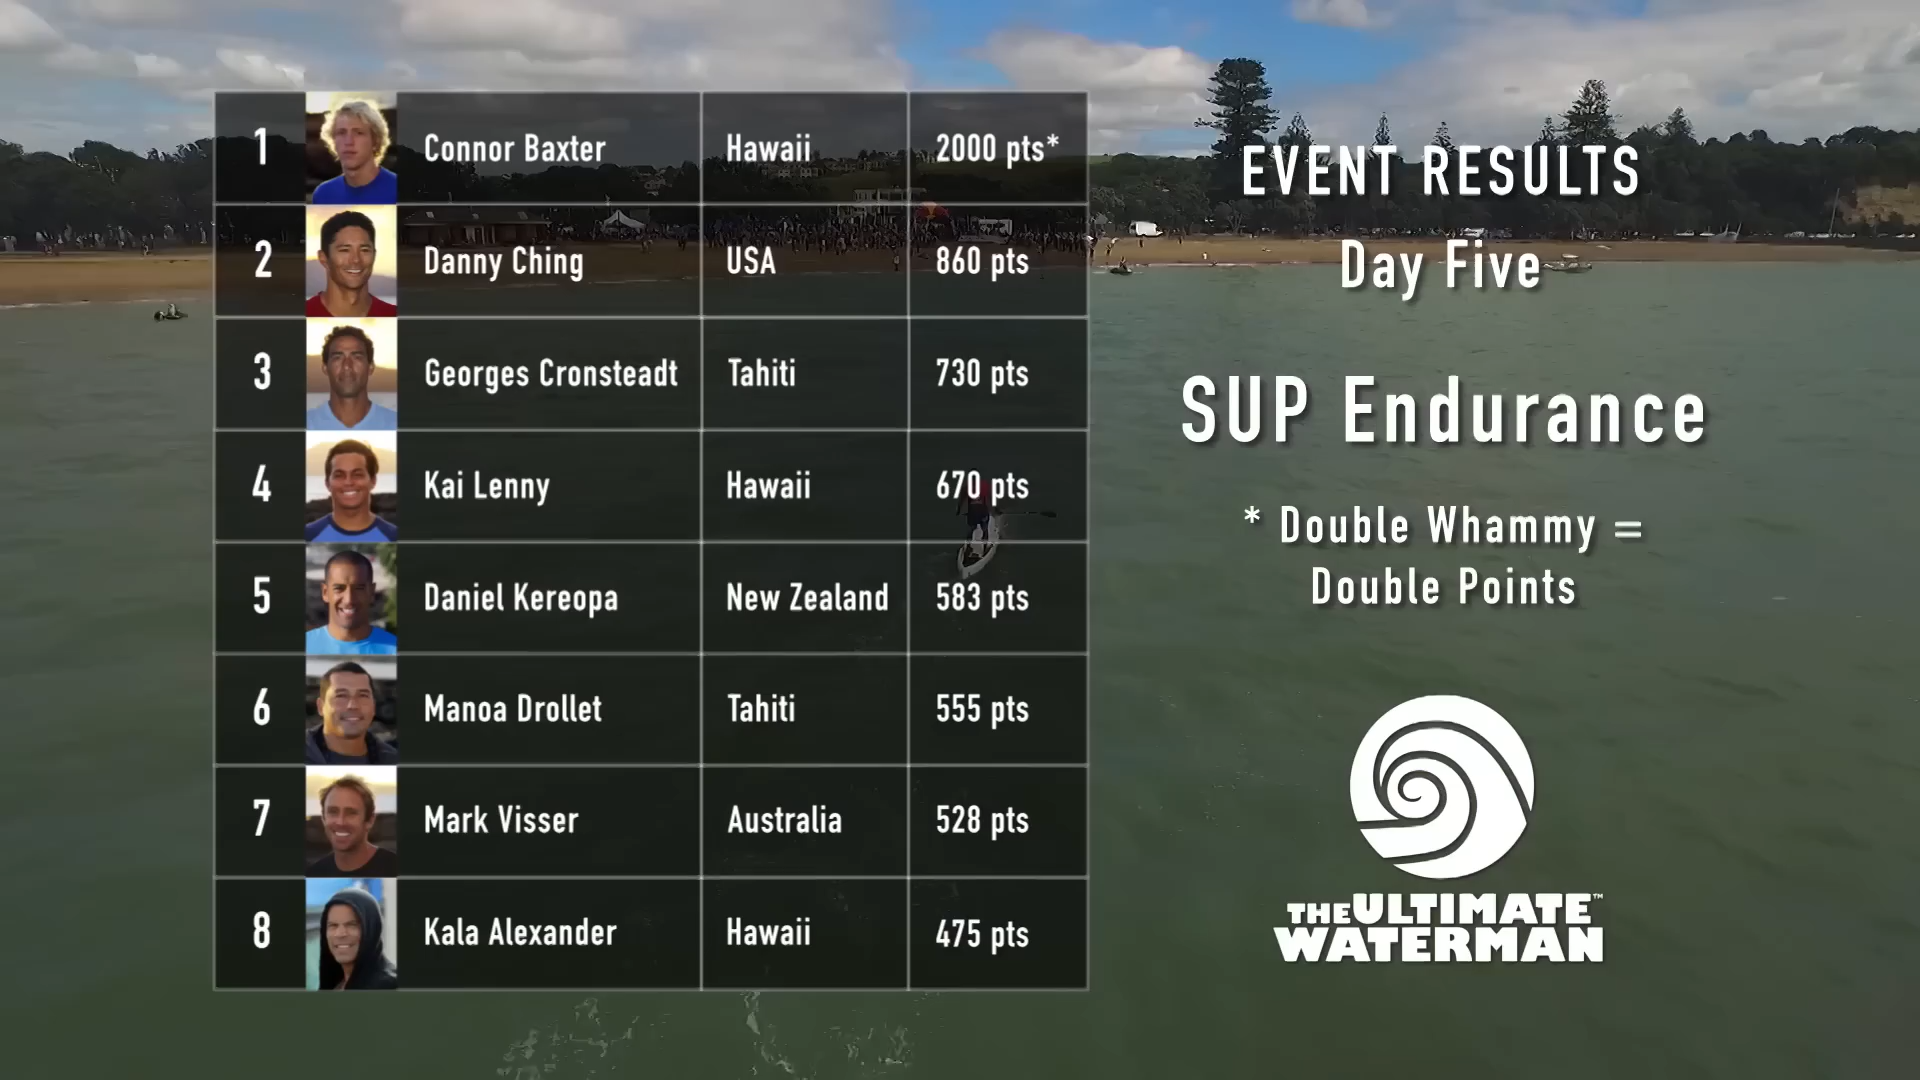 1 Connor Baxter Hawaii 2000 pts*
2 Danny Ching USA 860 pts
3 Georges Cronsteadt Tahiti 730 pts
4 Kai Lenny Hawaii 670 pts
5 Daniel Kereopa New Zealand 583 pts
6 Manoa Drollet Tahiti 555 pts
7 Mark Visser Australia 528 pts
8 Kala Alexander Hawaii 475 pts
EVENT RESULTS
Day Five
SUP Endurance
* Double Whammy =
Double Points
THE ULTIMATE™
WATERMAN